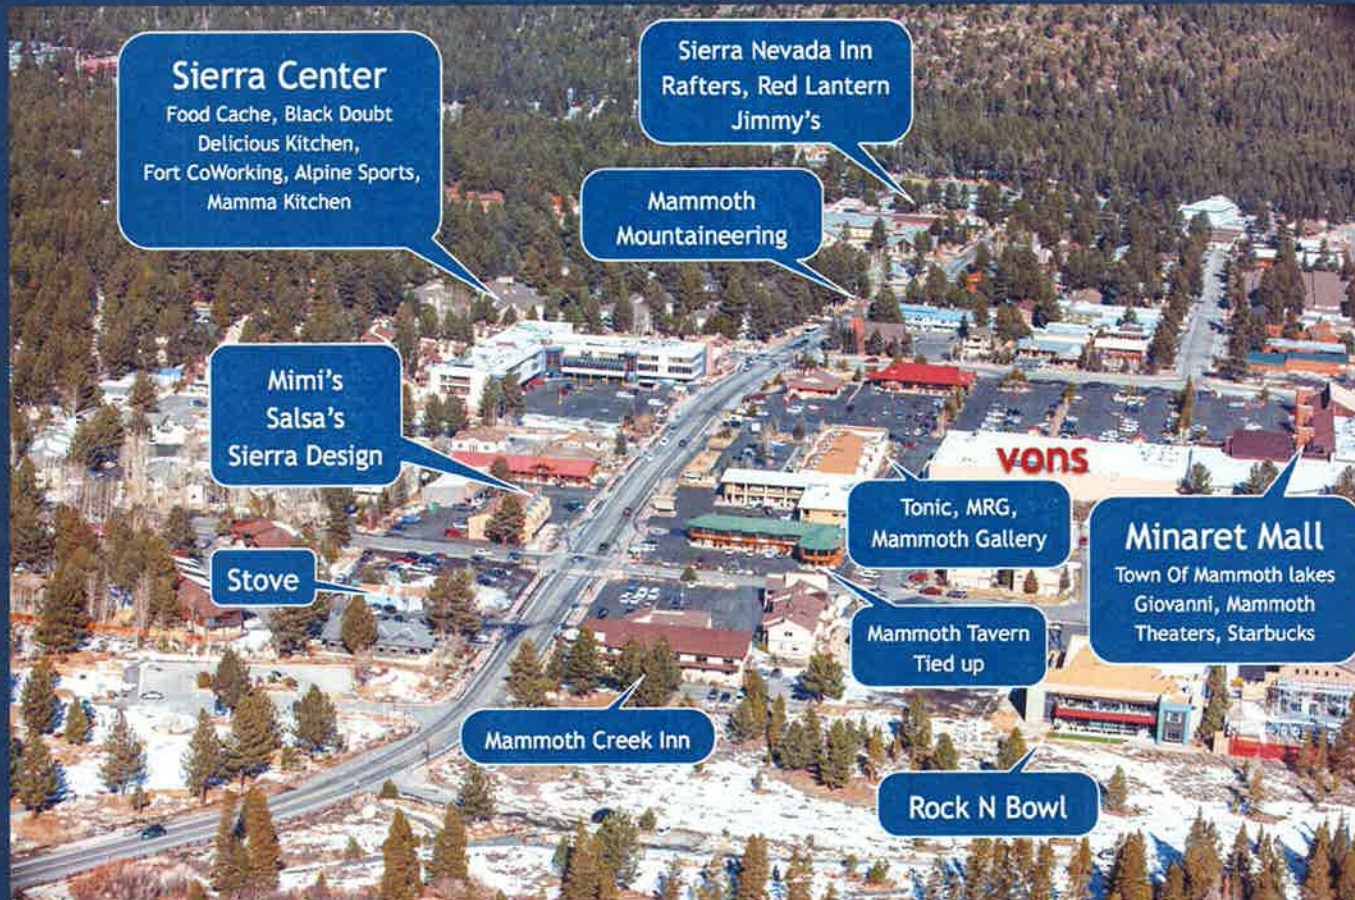 Sierra Center
Food Cache, Black Doubt
Delicious Kitchen,
Fort CoWorking, Alpine Sports,
Mamma Kitchen
Sierra Nevada Inn
Rafters, Red Lantern
Jimmy's
Mammoth
Mountaineering
Mimi's
Salsa's
Sierra Design
vons
Tonic, MRG,
Mammoth Gallery
Minaret Mall
Town Of Mammoth lakes
Giovanni, Mammoth
Theaters, Starbucks
Stove
Mammoth Tavern
Tied up
Mammoth Creek Inn
Rock N Bowl